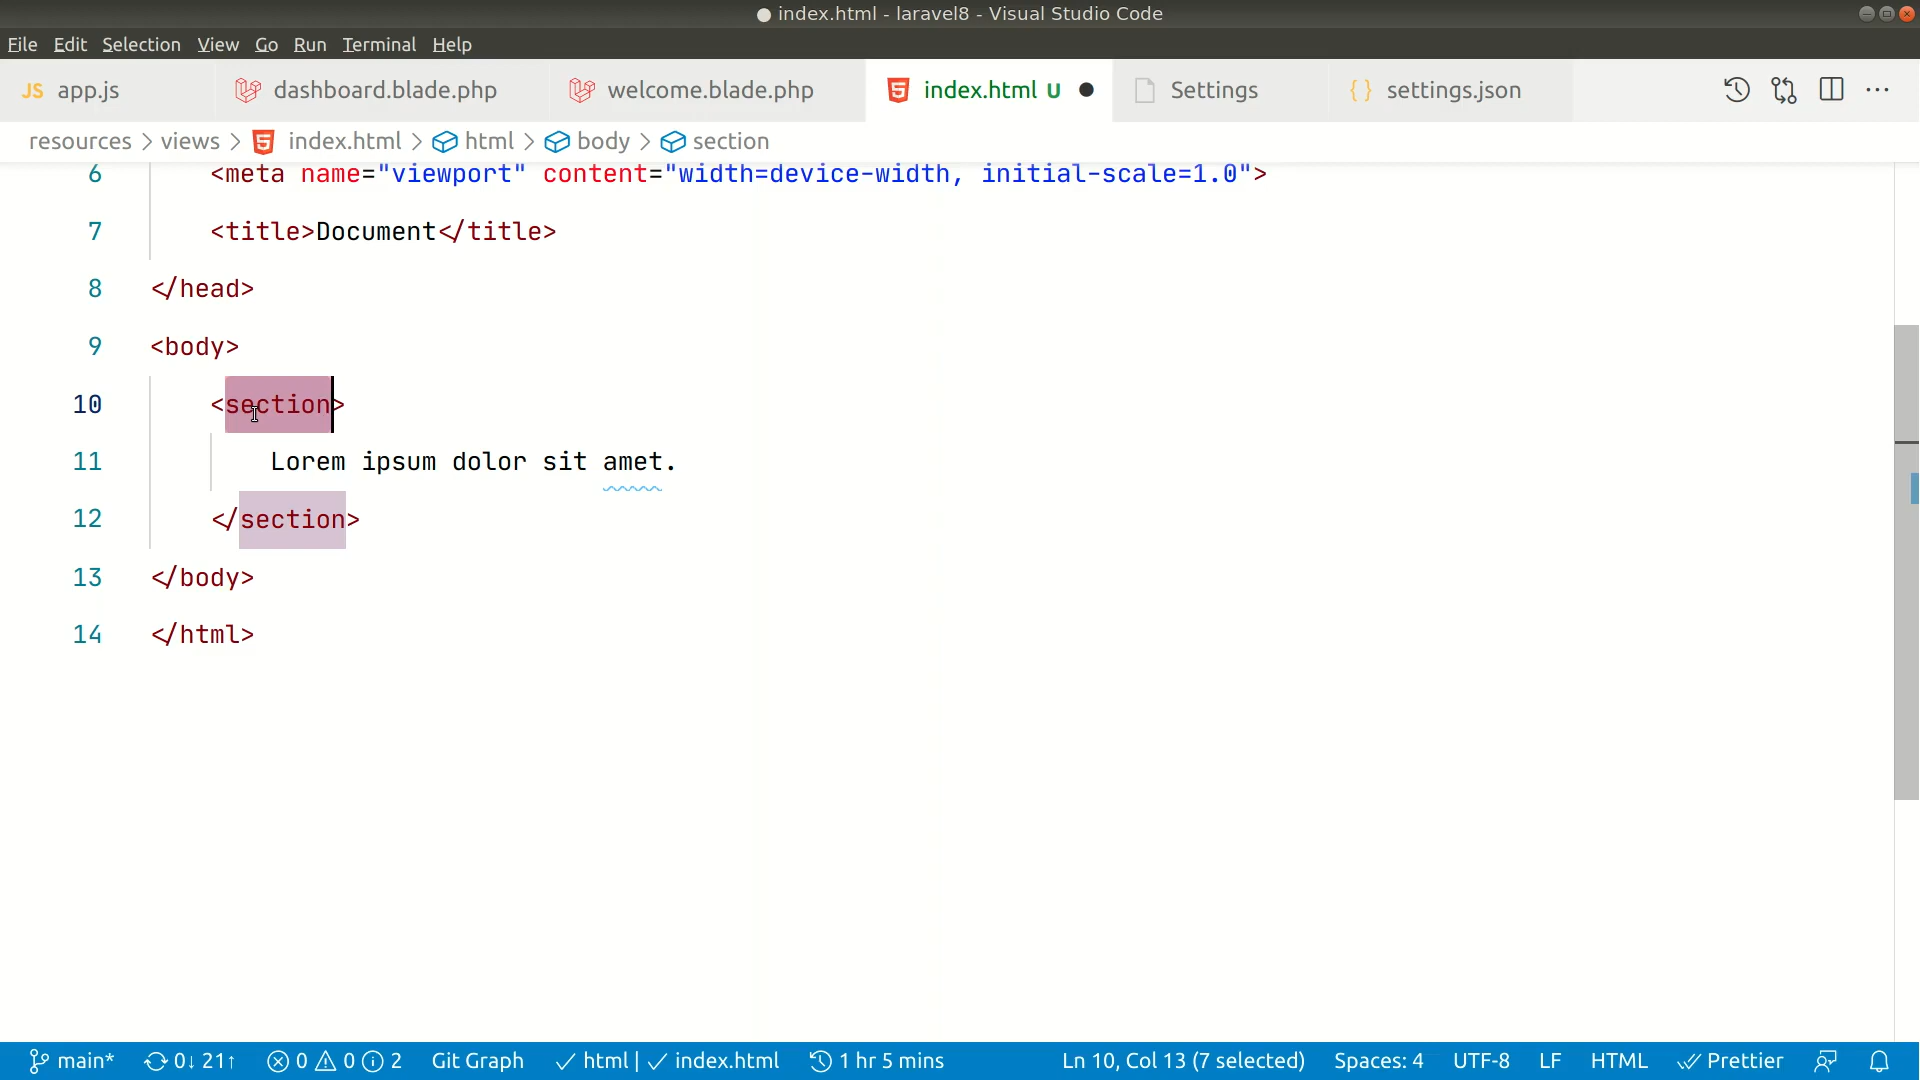 index.html - laravel8 - Visual Studio Code
File Edit Selection View Go Run Terminal Help
JS app.js dashboard.blade.php welcome.blade.php index.html U Settings {} settings.json
resources > views > index.html > html > body > section
6 <meta name="viewport" content="width=device-width, initial-scale=1.0">
7 <title>Document</title>
8 </head>
9 <body>
10 <section>
11 Lorem ipsum dolor sit amet.
12 </section>
13 </body>
14 </html>
main* 0↓ 21↑ 0 0 2 Git Graph ✓ html | ✓ index.html 1 hr 5 mins Ln 10, Col 13 (7 selected) Spaces: 4 UTF-8 LF HTML Prettier